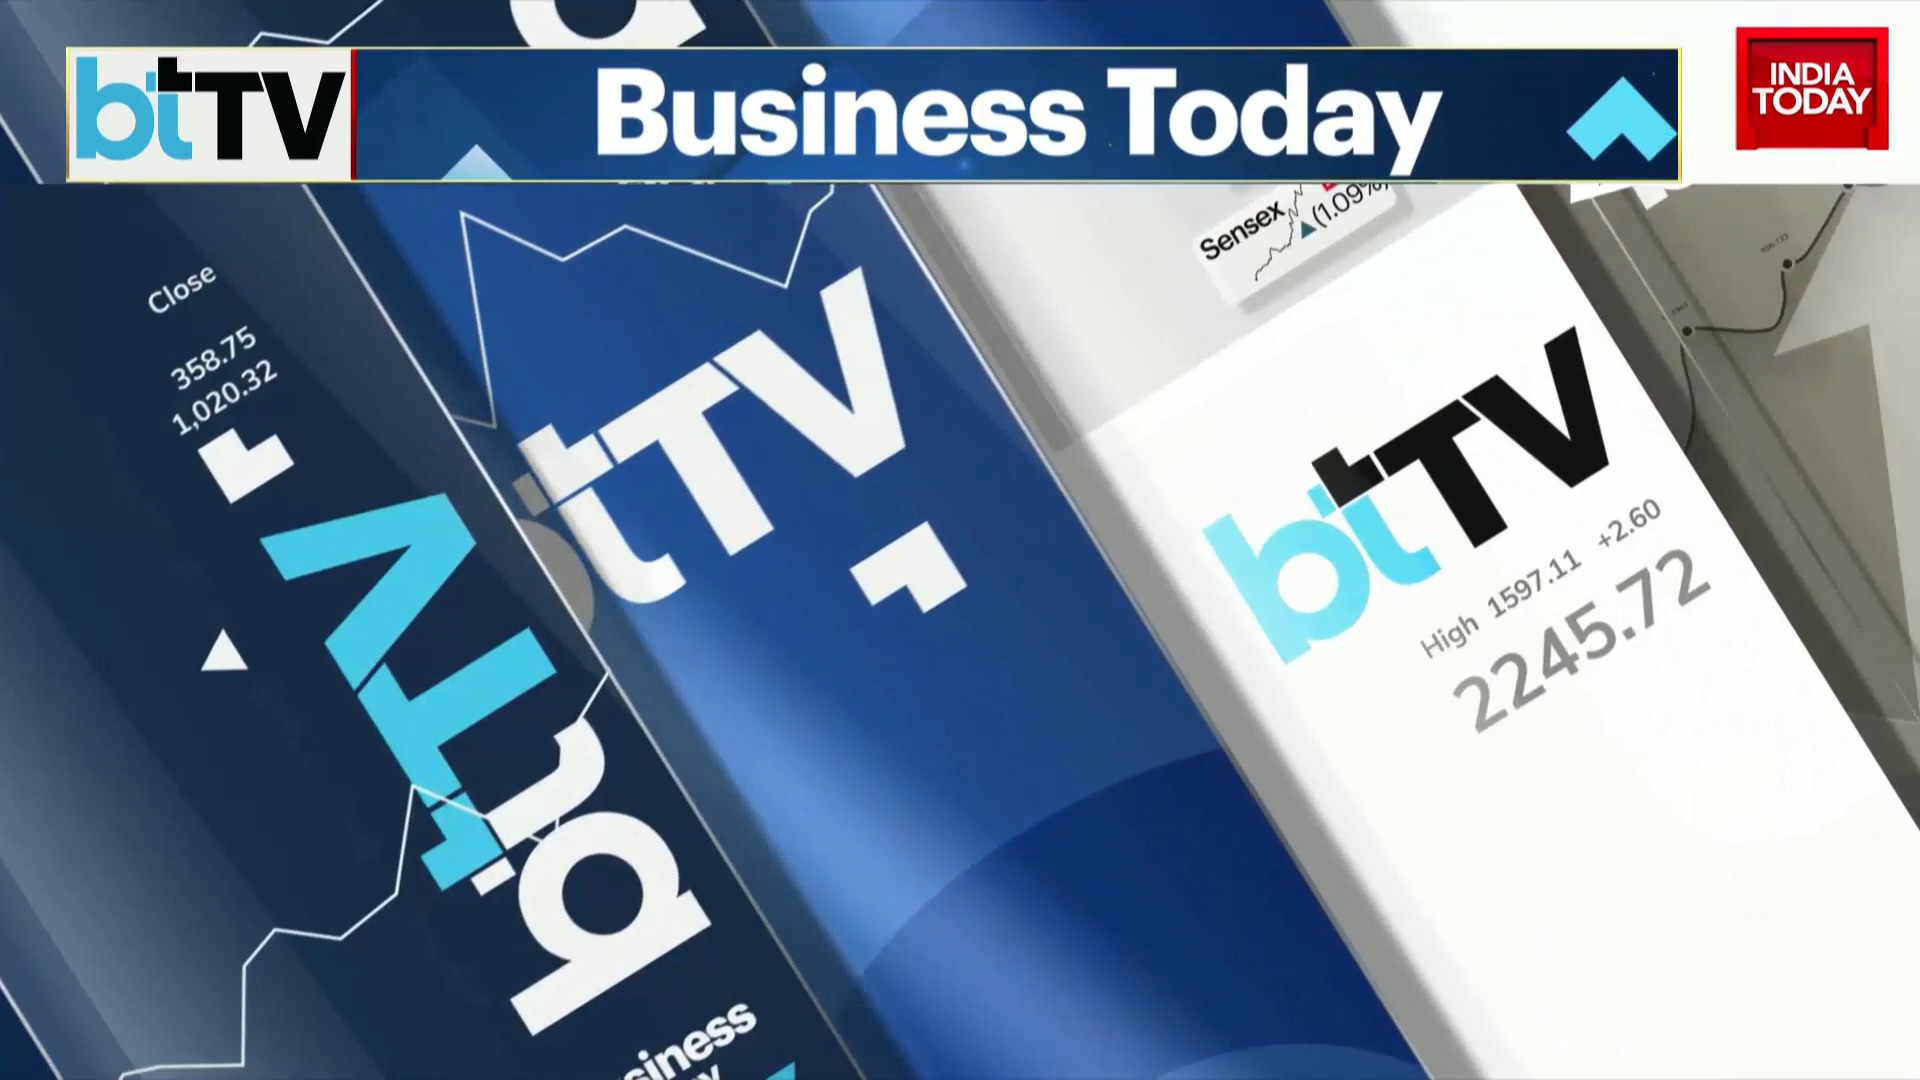 btTV
Business Today
INDIA
TODAY
Sensex
(1.09%)
Close
358.75
1,020.32
btTV
btTV
btTV
High 1597.11 +2.60
2245.72